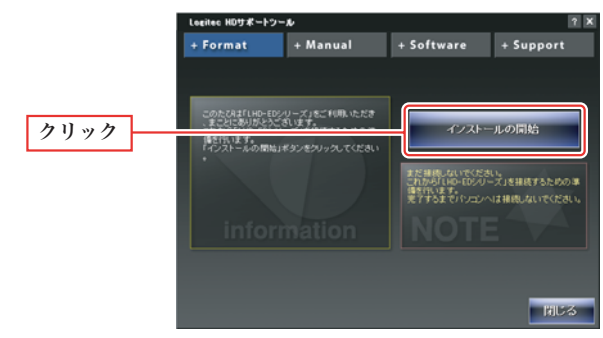 Logitec HDサポートツール
? ×
+ Format
+ Manual
+ Software
+ Support
このたびは「LHD-EDシリーズ」をご利用いただき
、まことにありがとうございます。
備を行います。
「インストールの開始」ボタンをクリックしてください
。
information
クリック
インストールの開始
まだ接続しないでください。
これから「LHD-EDシリーズ」を接続するための準
備を行います。
完了するまでパソコンへは接続しないでください。
NOTE
閉じる